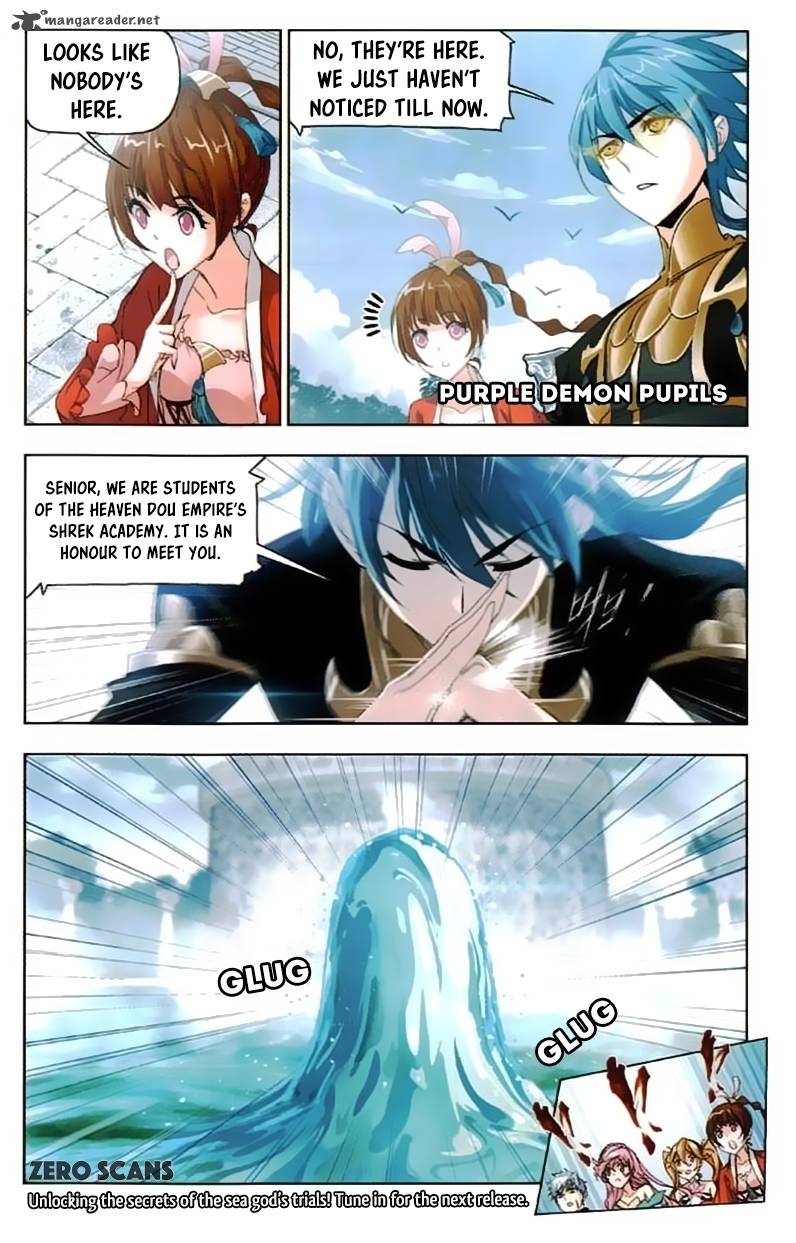 mangareader.net
LOOKS LIKE
NOBODY'S
HERE.
NO, THEY'RE HERE.
WE JUST HAVEN'T
NOTICED TILL NOW.
PURPLE DEMON PUPILS
SENIOR, WE ARE STUDENTS
OF THE HEAVEN DOU EMPIRE'S
SHREK ACADEMY. IT IS AN
HONOUR TO MEET YOU.
GLUG
GLUG
ZERO SCANS
Unlocking the secrets of the sea god's trials! Tune in for the next release.